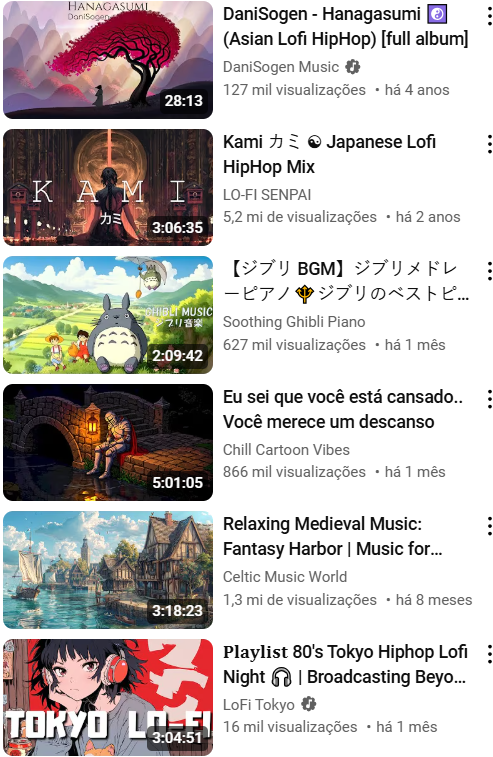 HANAGASUMI
DaniSogen
28:13
DaniSogen - Hanagasumi ☯️
(Asian Lofi HipHop) [full album]
DaniSogen Music
127 mil visualizações • há 4 anos
KAMI
カミ
3:06:35
Kami カミ ☯ Japanese Lofi
HipHop Mix
LO-FI SENPAI
5,2 mi de visualizações • há 2 anos
GHIBLI MUSIC
ジブリ音楽
2:09:42
【ジブリ BGM】ジブリメドレ
ーピアノ🔱ジブリのベストピ...
Soothing Ghibli Piano
627 mil visualizações • há 1 mês
5:01:05
Eu sei que você está cansado..
Você merece um descanso
Chill Cartoon Vibes
866 mil visualizações • há 1 mês
3:18:23
Relaxing Medieval Music:
Fantasy Harbor | Music for...
Celtic Music World
1,3 mi de visualizações • há 8 meses
TOKYO LO-FI
3:04:51
𝐏𝐥𝐚𝐲𝐥𝐢𝐬𝐭 80's Tokyo Hiphop Lofi
Night 🎧 | Broadcasting Beyo...
LoFi Tokyo
16 mil visualizações • há 1 mês